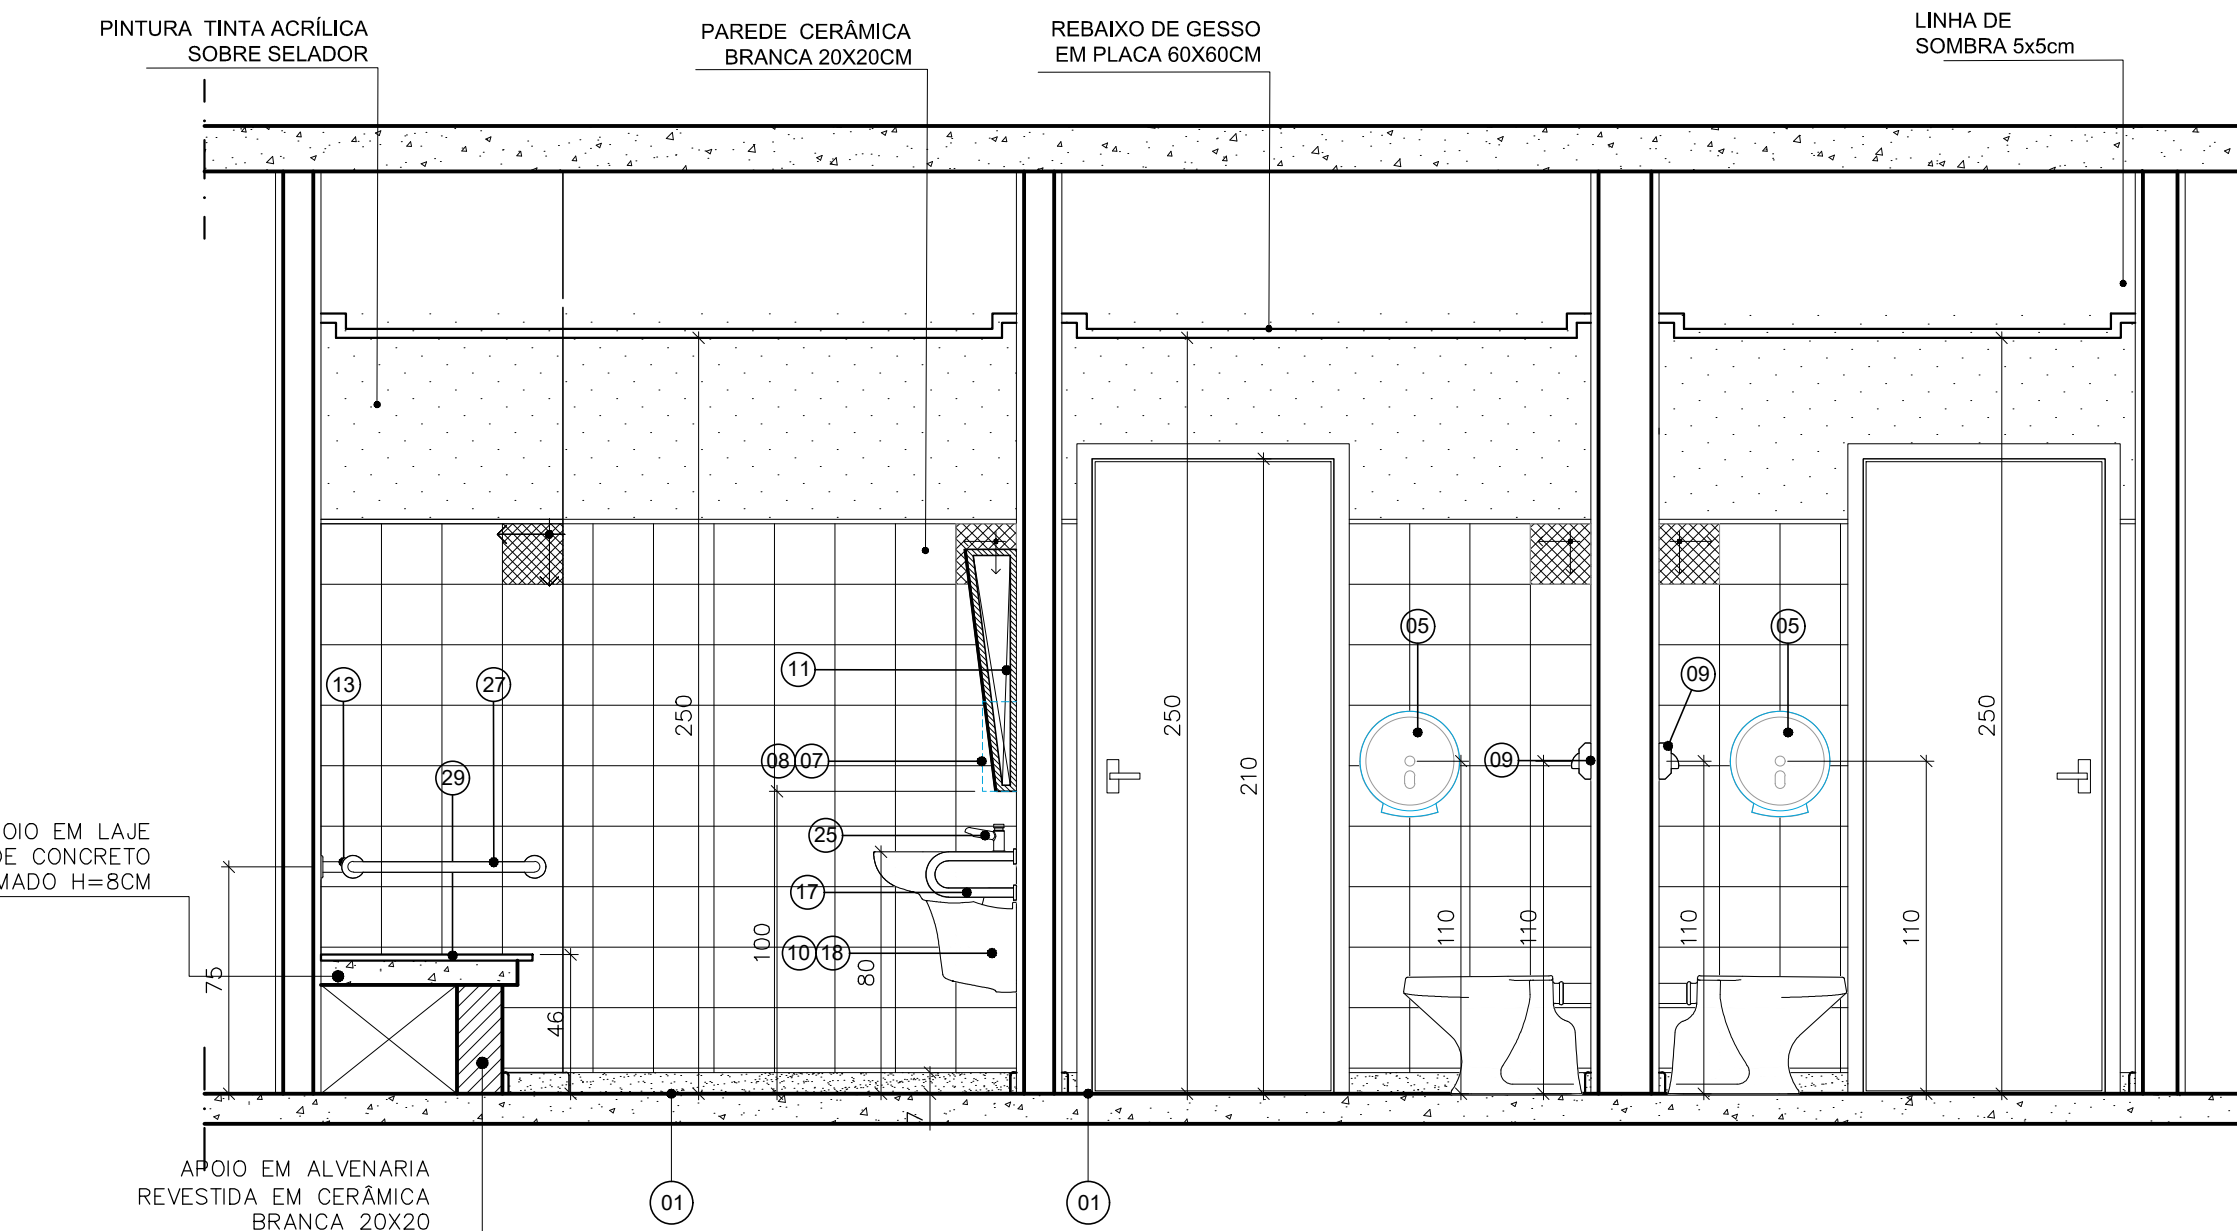 PINTURA TINTA ACRÍLICA
SOBRE SELADOR
PAREDE CERÂMICA
BRANCA 20X20CM
REBAIXO DE GESSO
EM PLACA 60X60CM
LINHA DE
SOMBRA 5x5cm
05
05
11
13
27
09
250
250
250
08 07
09
210
29
25
OIO EM LAJE
DE CONCRETO
MADO H=8CM
17
100
10 18
80
110
110
110
110
75
46
7
APOIO EM ALVENARIA
REVESTIDA EM CERÂMICA
BRANCA 20X20
01
01